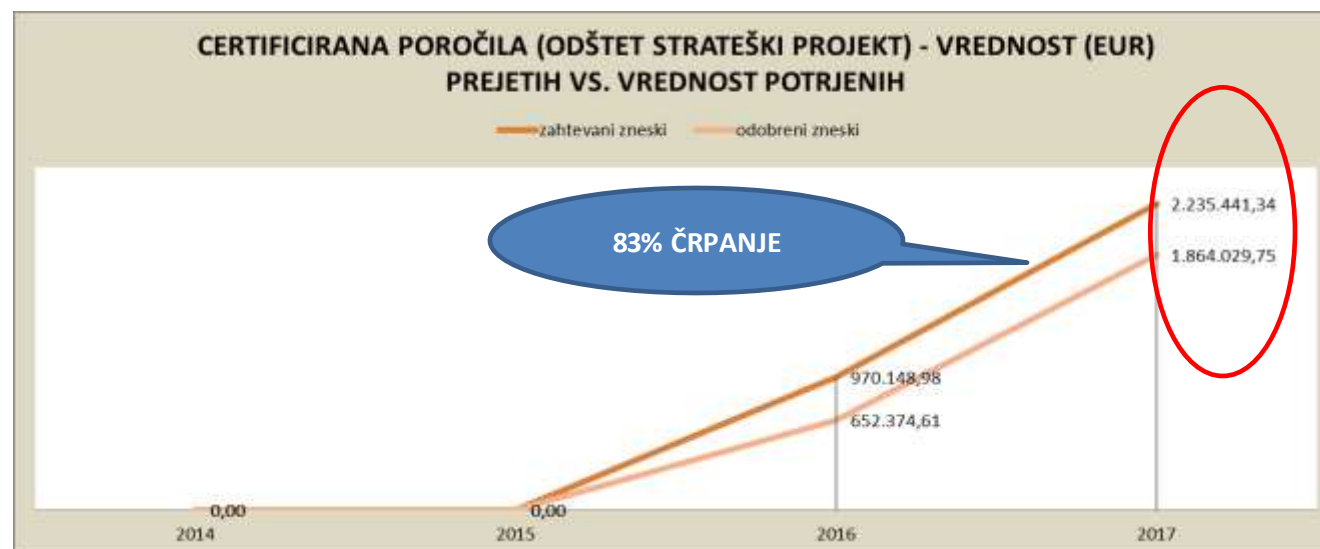 CERTIFICIRANA POROČILA (ODŠTET STRATEŠKI PROJEKT) - VREDNOST (EUR)
PREJETIH VS. VREDNOST POTRJENIH
zahtevani zneski odobreni zneski
83% ČRPANJE
2.235.441,34
1.864.029,75
970.148,98
652.374,61
0,00 0,00
2014 2015 2016 2017